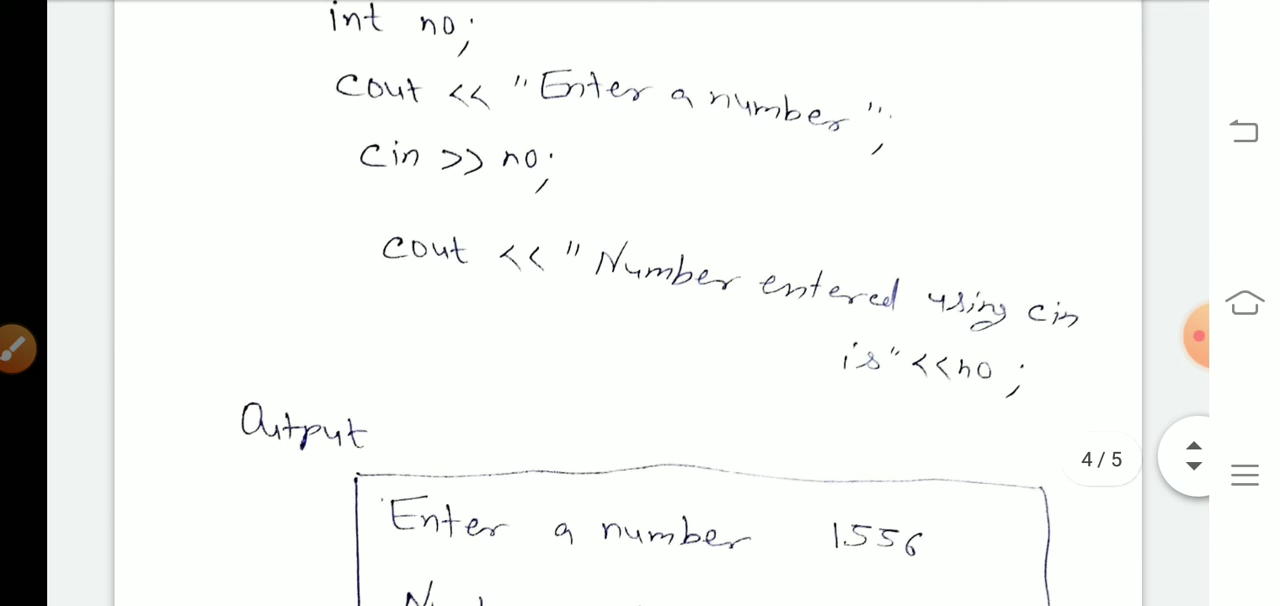 int no;
cout << "Enter a number";
cin >> no;
cout << "Number entered using cin
is" << no ;
Output
4 / 5
Enter a number 1556